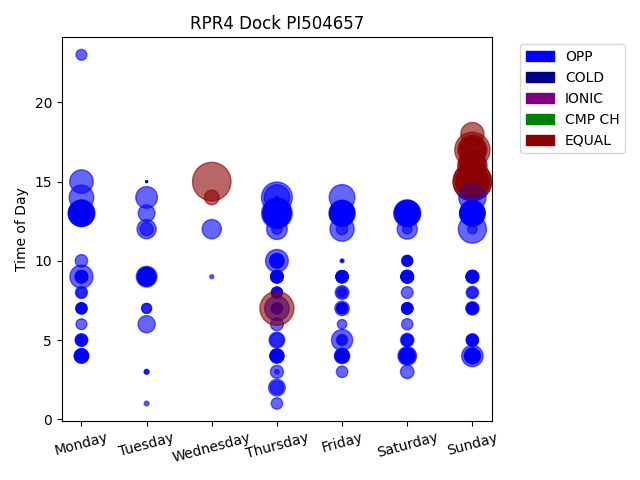 RPR4 Dock PI504657
OPP
COLD
IONIC
CMP CH
EQUAL
Time of Day
20
15
10
5
0
Monday
Tuesday
Wednesday
Thursday
Friday
Saturday
Sunday